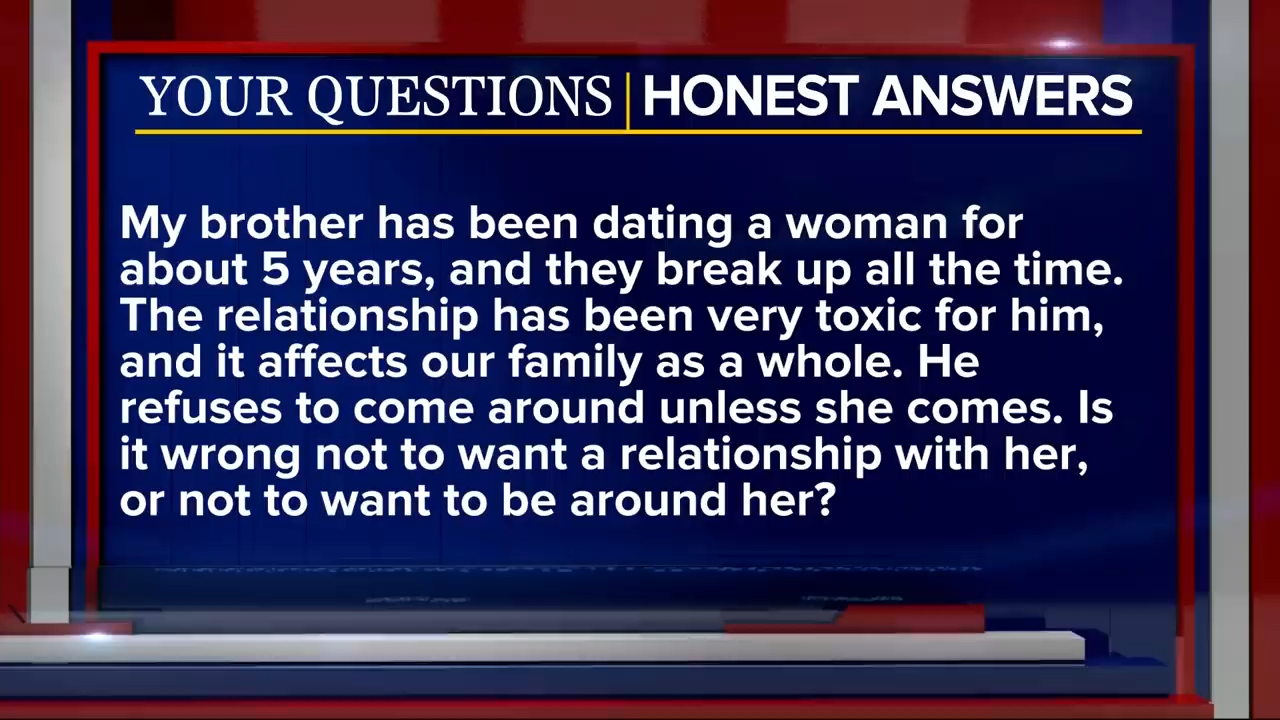 YOUR QUESTIONS | HONEST ANSWERS
My brother has been dating a woman for
about 5 years, and they break up all the time.
The relationship has been very toxic for him,
and it affects our family as a whole. He
refuses to come around unless she comes. Is
it wrong not to want a relationship with her,
or not to want to be around her?